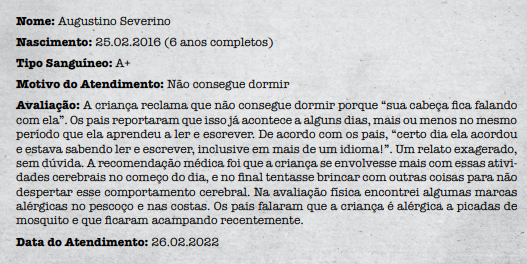 Nome: Augustino Severino
Nascimento: 25.02.2016 (6 anos completos)
Tipo Sanguíneo: A+
Motivo do Atendimento: Não consegue dormir
Avaliação: A criança reclama que não consegue dormir porque “sua cabeça fica falando
com ela”. Os pais reportaram que isso já acontece a alguns dias, mais ou menos no mesmo
período que ela aprendeu a ler e escrever. De acordo com os pais, “certo dia ela acordou
e estava sabendo ler e escrever, inclusive em mais de um idioma!”. Um relato exagerado,
sem dúvida. A recomendação médica foi que a criança se envolvesse mais com essas ativi-
dades cerebrais no começo do dia, e no final tentasse brincar com outras coisas para não
despertar esse comportamento cerebral. Na avaliação física encontrei algumas marcas
alérgicas no pescoço e nas costas. Os pais falaram que a criança é alérgica a picadas de
mosquito e que ficaram acampando recentemente.
Data do Atendimento: 26.02.2022